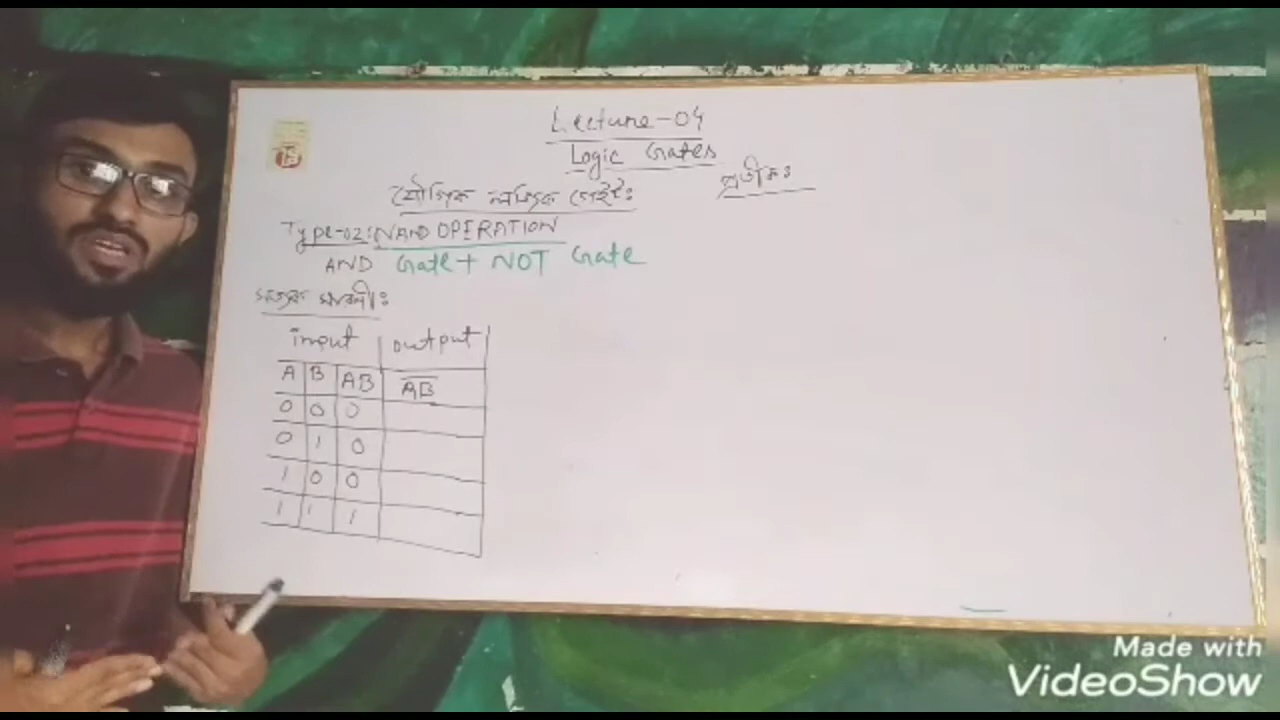 Lecture-04
Logic Gates
যৌগিক লজিক গেইটঃ
প্রতীকঃ
Type-02: NAND OPERATION
AND Gate + NOT Gate
সত্যক সারণীঃ
input output
A B AB A̅B̅
0 0 0
0 1 0
1 0 0
1 1 1
Made with
VideoShow